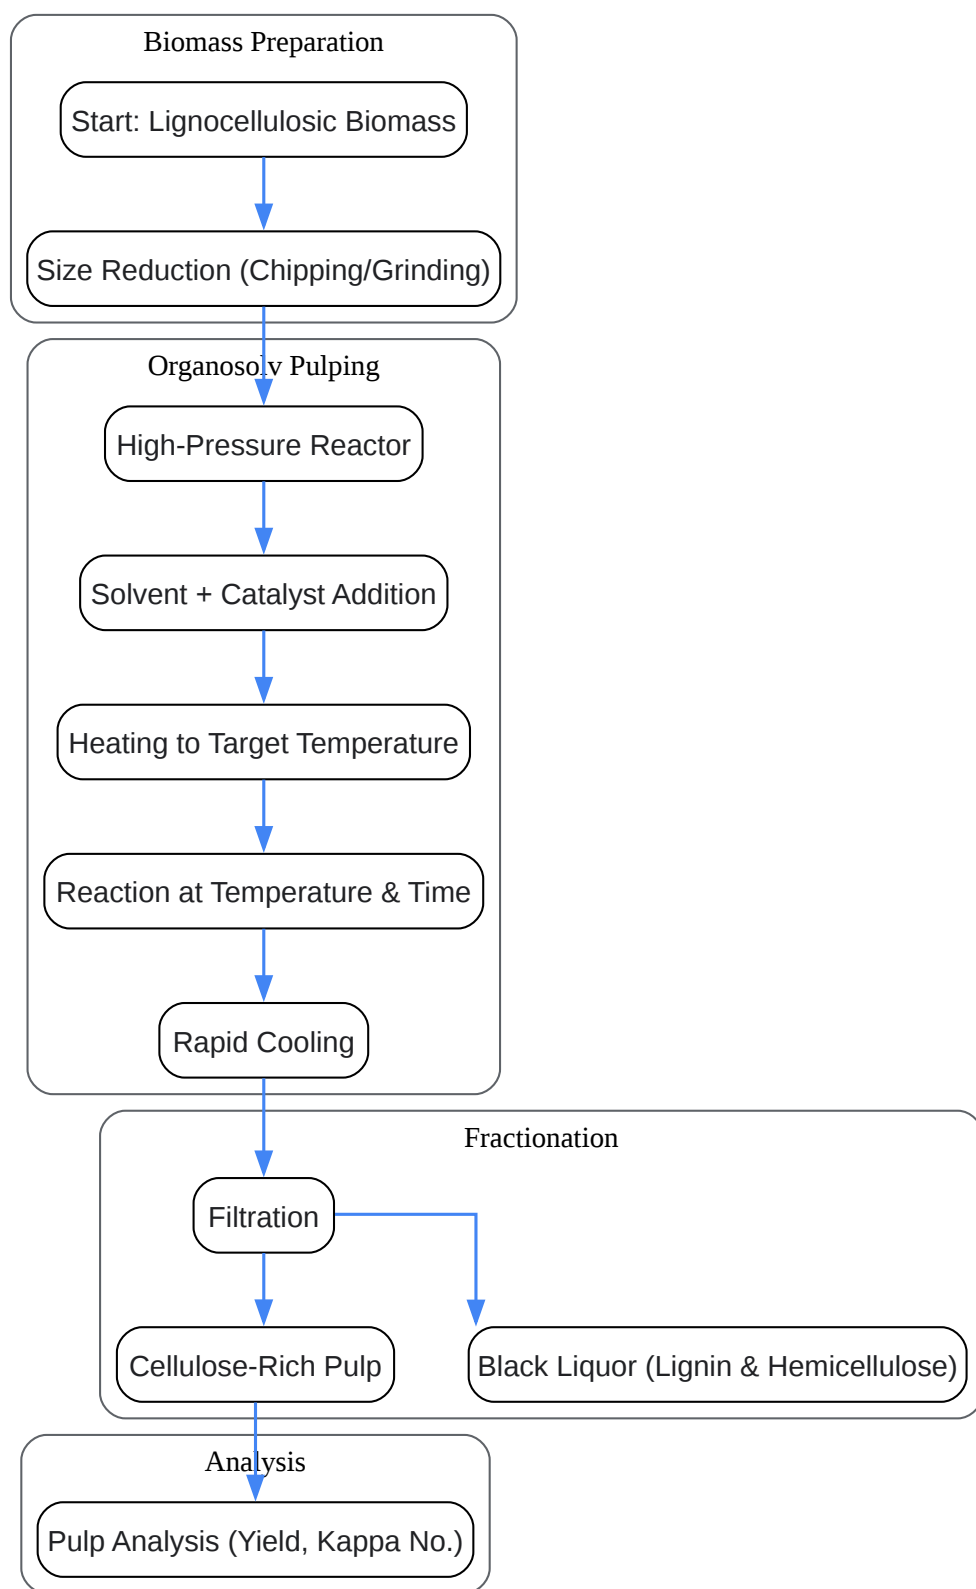 Biomass Preparation
Start: Lignocellulosic Biomass
Size Reduction (Chipping/Grinding)
Organosolv Pulping
High-Pressure Reactor
Solvent + Catalyst Addition
Heating to Target Temperature
Reaction at Temperature & Time
Rapid Cooling
Fractionation
Filtration
Cellulose-Rich Pulp
Black Liquor (Lignin & Hemicellulose)
Analysis
Pulp Analysis (Yield, Kappa No.)